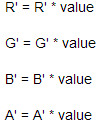 R' = R' * value
G' = G' * value
B' = B' * value
A' = A' * value